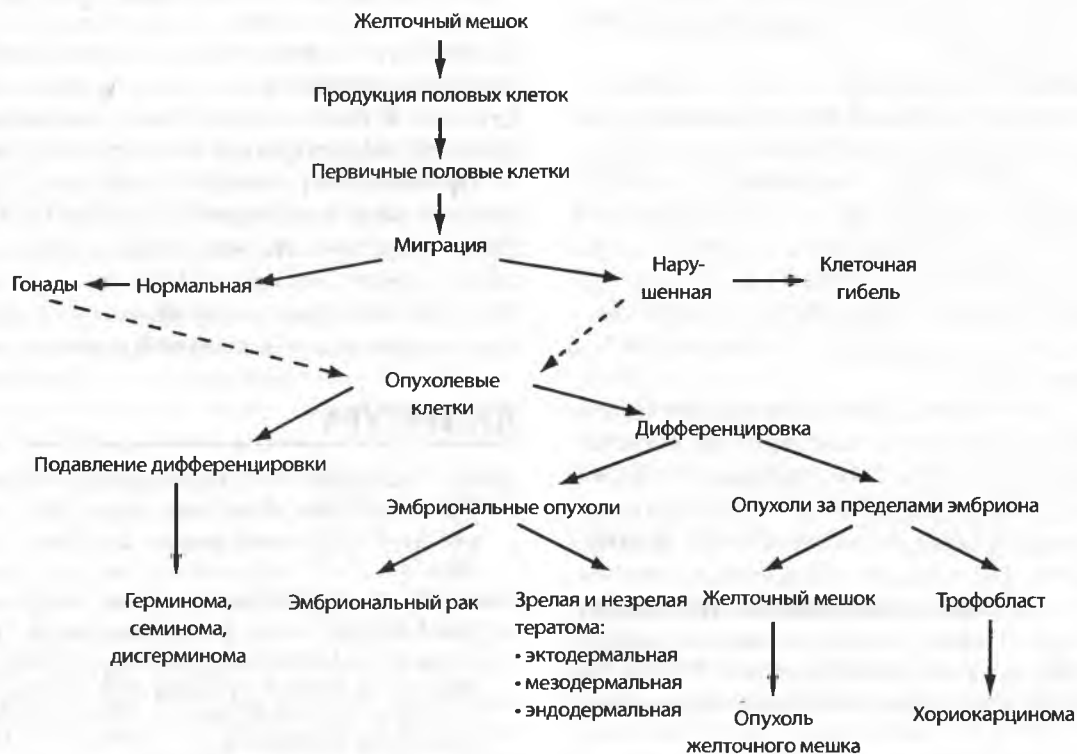 Желточный мешок
Продукция половых клеток
Первичные половые клетки
Миграция
Гонады
Нормальная
Нару-
шенная
Клеточная
гибель
Опухолевые
клетки
Дифференцировка
Подавление дифференцировки
Эмбриональные опухоли
Опухоли за пределами эмбриона
Герминома,
семинома,
дисгерминома
Эмбриональный рак
Зрелая и незрелая
тератома:
• эктодермальная
• мезодермальная
• эндодермальная
Желточный мешок
Трофобласт
Опухоль
желточного мешка
Хориокарцинома